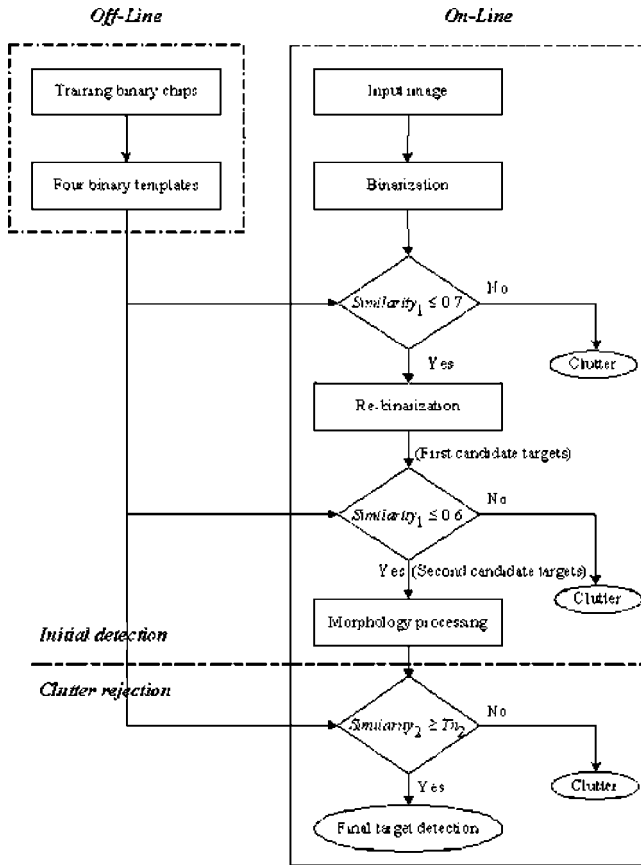 Off-Line
On-Line
Training binary chips
Input image
Four binary templates
Binarization
Similarity1 ≤ 0.7
No
Clutter
Yes
Re-binarization
(First candidate targets)
Similarity1 ≤ 0.6
No
Clutter
Yes (Second candidate targets)
Morphology processing
Initial detection
Clutter rejection
Similarity2 ≥ Th2
No
Clutter
Yes
Final target detection